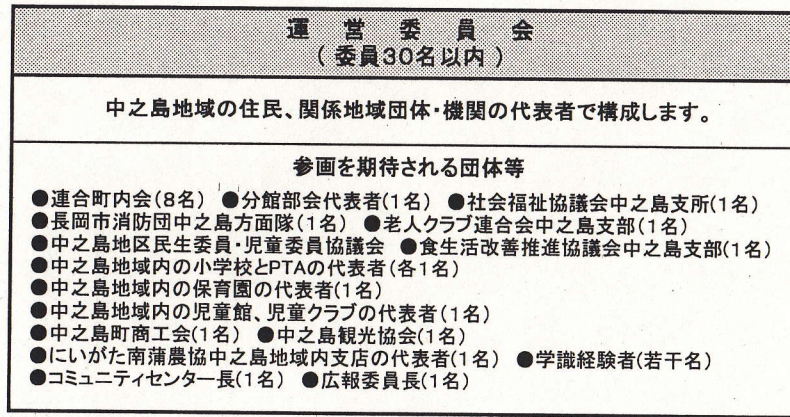 運営委員会
(委員30名以内)
中之島地域の住民、関係地域団体・機関の代表者で構成します。
参画を期待される団体等
●連合町内会(8名) ●分館部会代表者(1名) ●社会福祉協議会中之島支所(1名)
●長岡市消防団中之島方面隊(1名) ●老人クラブ連合会中之島支部(1名)
●中之島地区民生委員・児童委員協議会 ●食生活改善推進協議会中之島支部(1名)
●中之島地域内の小学校とPTAの代表者(各1名)
●中之島地域内の保育園の代表者(1名)
●中之島地域内の児童館、児童クラブの代表者(1名)
●中之島町商工会(1名) ●中之島観光協会(1名)
●にいがた南蒲農協中之島地域内支店の代表者(1名) ●学識経験者(若干名)
●コミュニティセンター長(1名) ●広報委員長(1名)